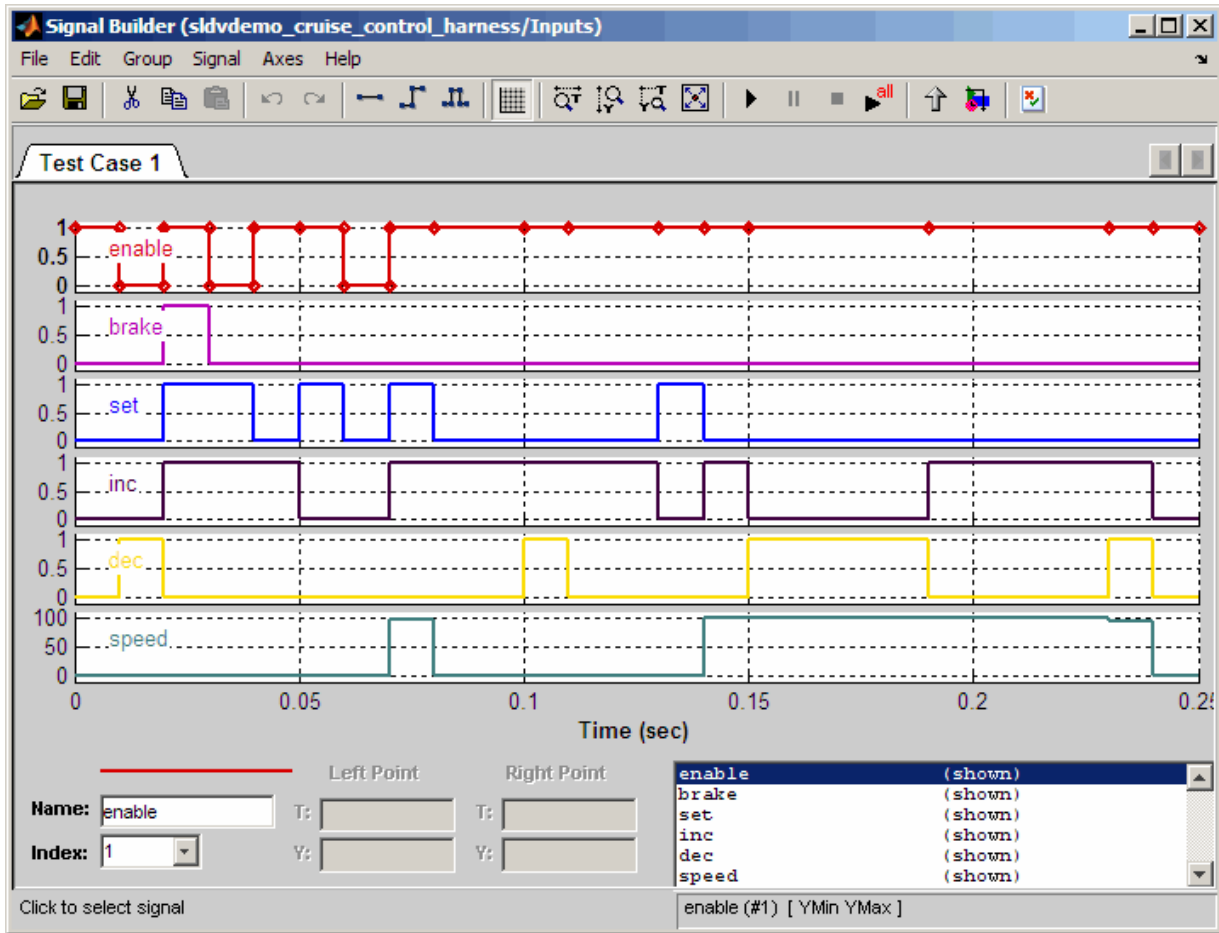 Signal Builder (sldvdemo_cruise_control_harness/Inputs)
File Edit Group Signal Axes Help
all
Test Case 1
1
0.5
0
enable
1
0.5
0
brake
1
0.5
0
set
1
0.5
0
inc
1
0.5
0
dec
100
50
0
speed
0 0.05 0.1 0.15 0.2 0.25
Time (sec)
Left Point Right Point
Name: enable T: T:
Index: 1 Y: Y:
enable (shown)
brake (shown)
set (shown)
inc (shown)
dec (shown)
speed (shown)
Click to select signal
enable (#1) [ YMin YMax ]